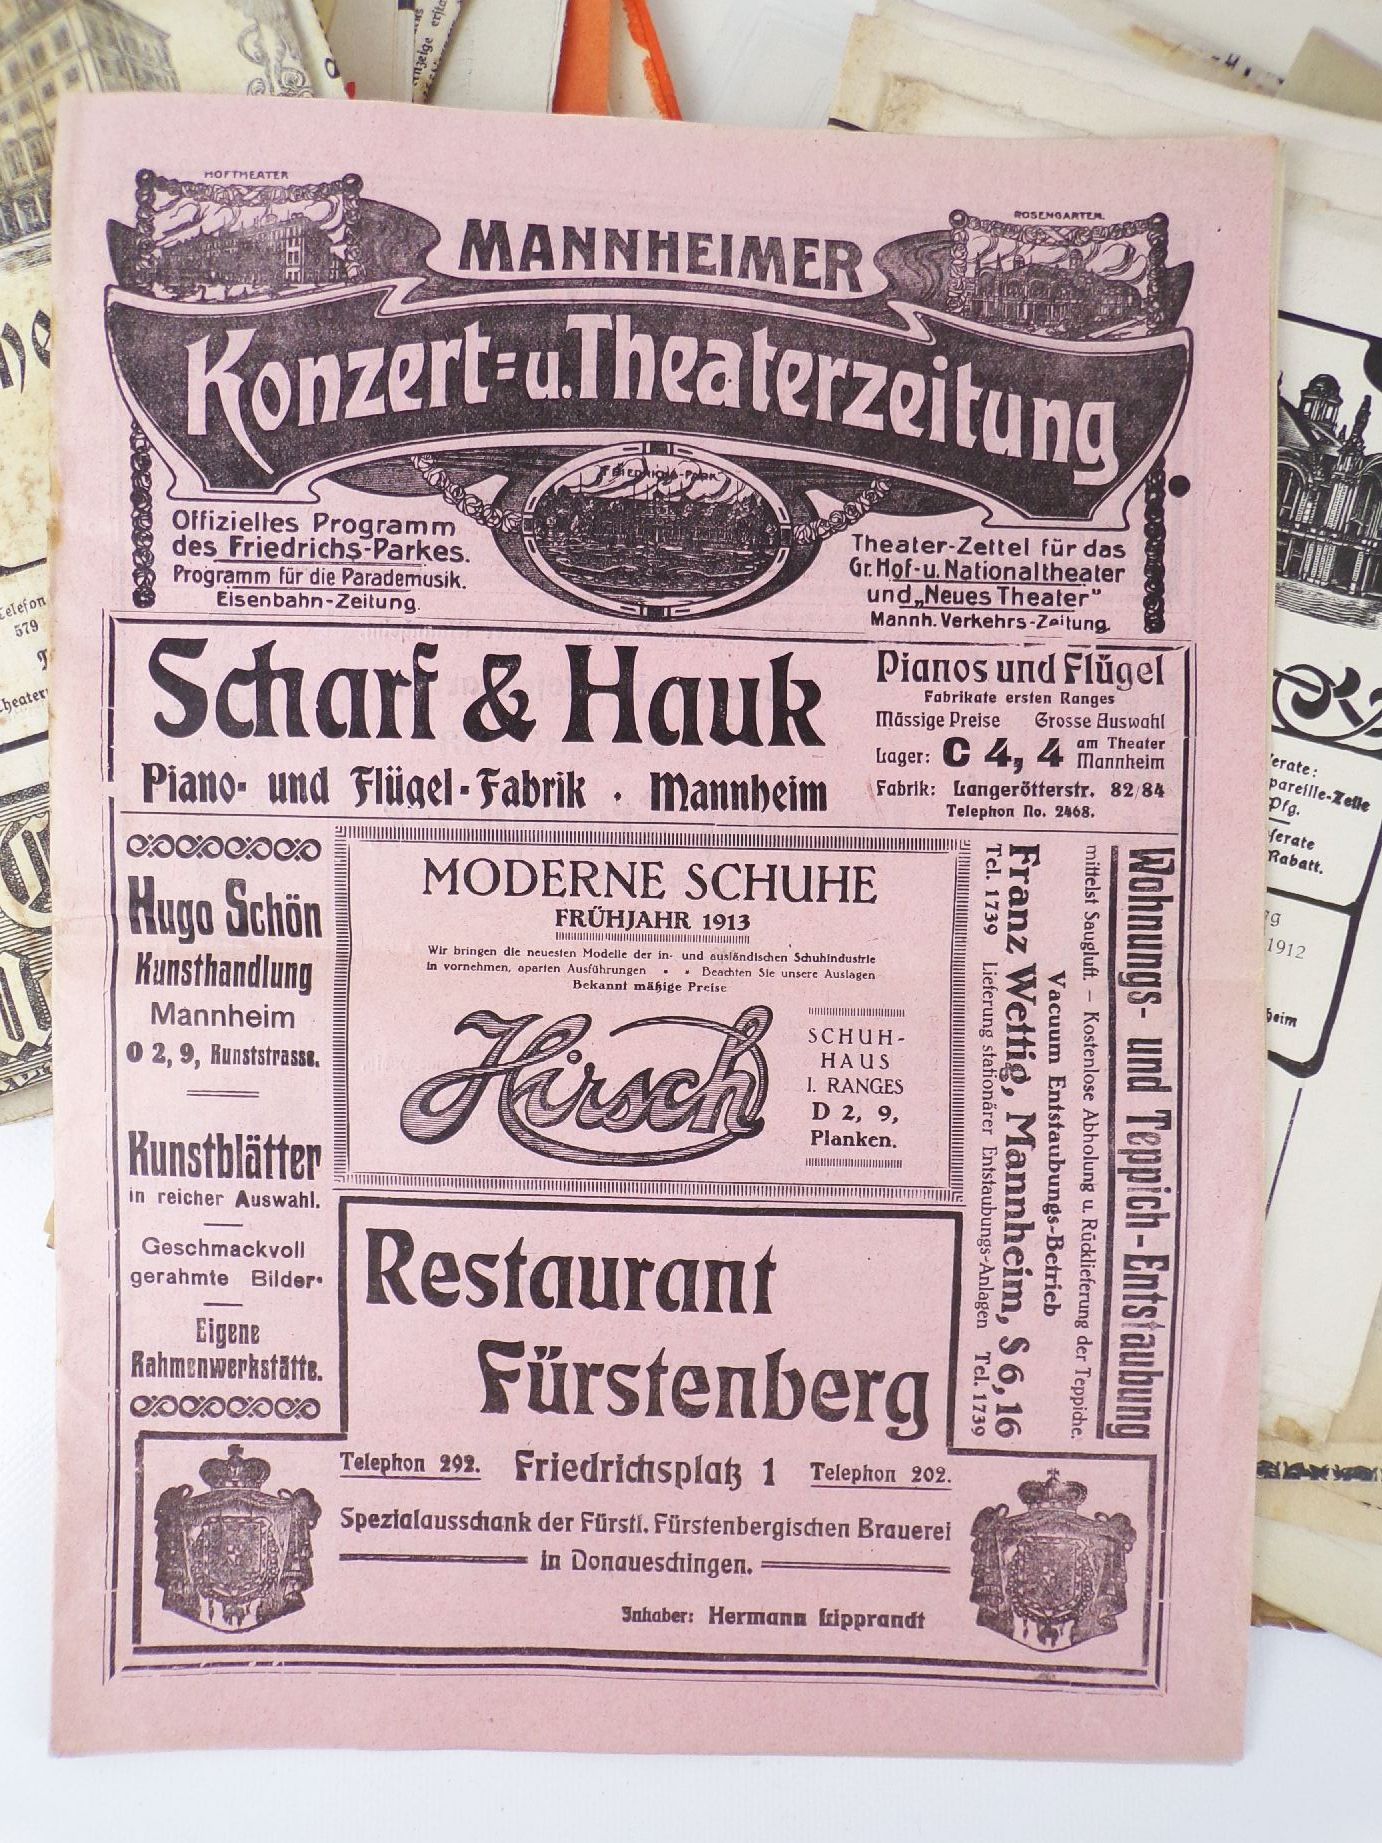 HOFTHEATER
ROSENGARTEN.
MANNHEIMER
Konzert= u. Theaterzeitung
FRIEDRICHS-PARK
Offizielles Programm
des Friedrichs-Parkes.
Programm für die Parademusik.
Eisenbahn-Zeitung.
Theater-Zettel für das
Gr. Hof- u. Nationaltheater
und „Neues Theater"
Mannh. Verkehrs-Zeitung.
Scharf & Hauk
Piano- und Flügel-Fabrik · Mannheim
Pianos und Flügel
Fabrikate ersten Ranges
Mässige Preise Grosse Auswahl
Lager: C 4, 4 am Theater
Mannheim
Fabrik: Langerötterstr. 82/84
Telephon No. 2468.
Hugo Schön
Kunsthandlung
Mannheim
O 2, 9, Kunststrasse.
Kunstblätter
in reicher Auswahl.
Geschmackvoll
gerahmte Bilder.
Eigene
Rahmenwerkstätte.
MODERNE SCHUHE
FRÜHJAHR 1913
Wir bringen die neuesten Modelle der in- und ausländischen Schuhindustrie
in vornehmen, aparten Ausführungen • • Beachten Sie unsere Auslagen
Bekannt mäßige Preise
Hirsch
SCHUH-
HAUS
I. RANGES
D 2, 9,
Planken.
Wohnungs- und Teppich-Entstaubung
mittelst Saugluft. – Kostenlose Abholung u. Rücklieferung der Teppiche.
Vacuum Entstaubungs-Betrieb
Franz Wettig, Mannheim, S 6, 16
Tel. 1739 Lieferung stationärer Entstaubungs-Anlagen Tel. 1739
Restaurant
Fürstenberg
Telephon 292. Friedrichsplatz 1 Telephon 202.
Spezialausschank der Fürstl. Fürstenbergischen Brauerei
in Donaueschingen.
Inhaber: Hermann Lipprandt
Telefon
579
1912
Rabatt.